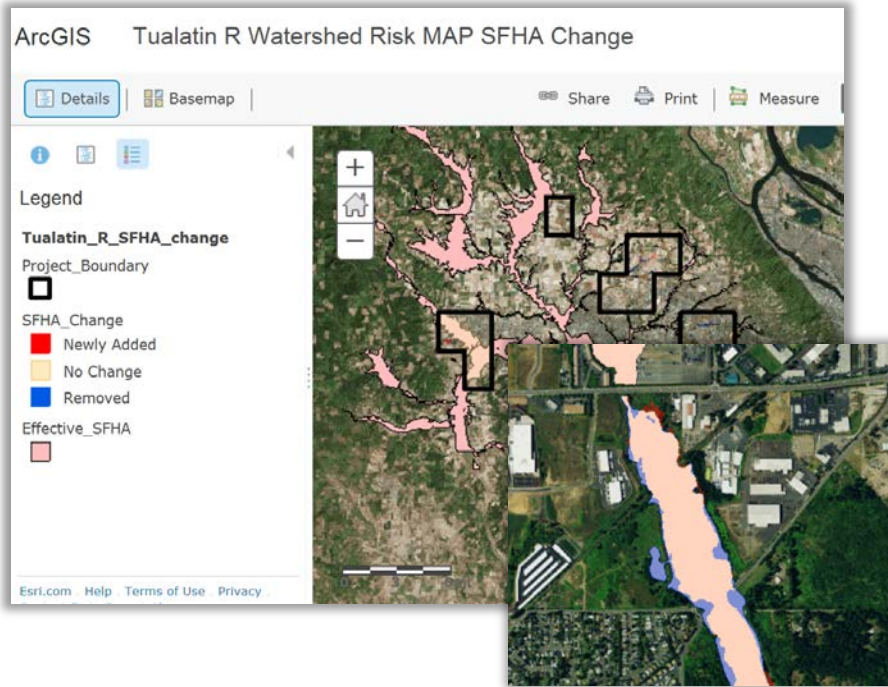 ArcGIS Tualatin R Watershed Risk MAP SFHA Change
Details Basemap Share Print Measure
Legend
Tualatin_R_SFHA_change
Project_Boundary
SFHA_Change
Newly Added
No Change
Removed
Effective_SFHA
+
−
Esri.com . Help . Terms of Use . Privacy .